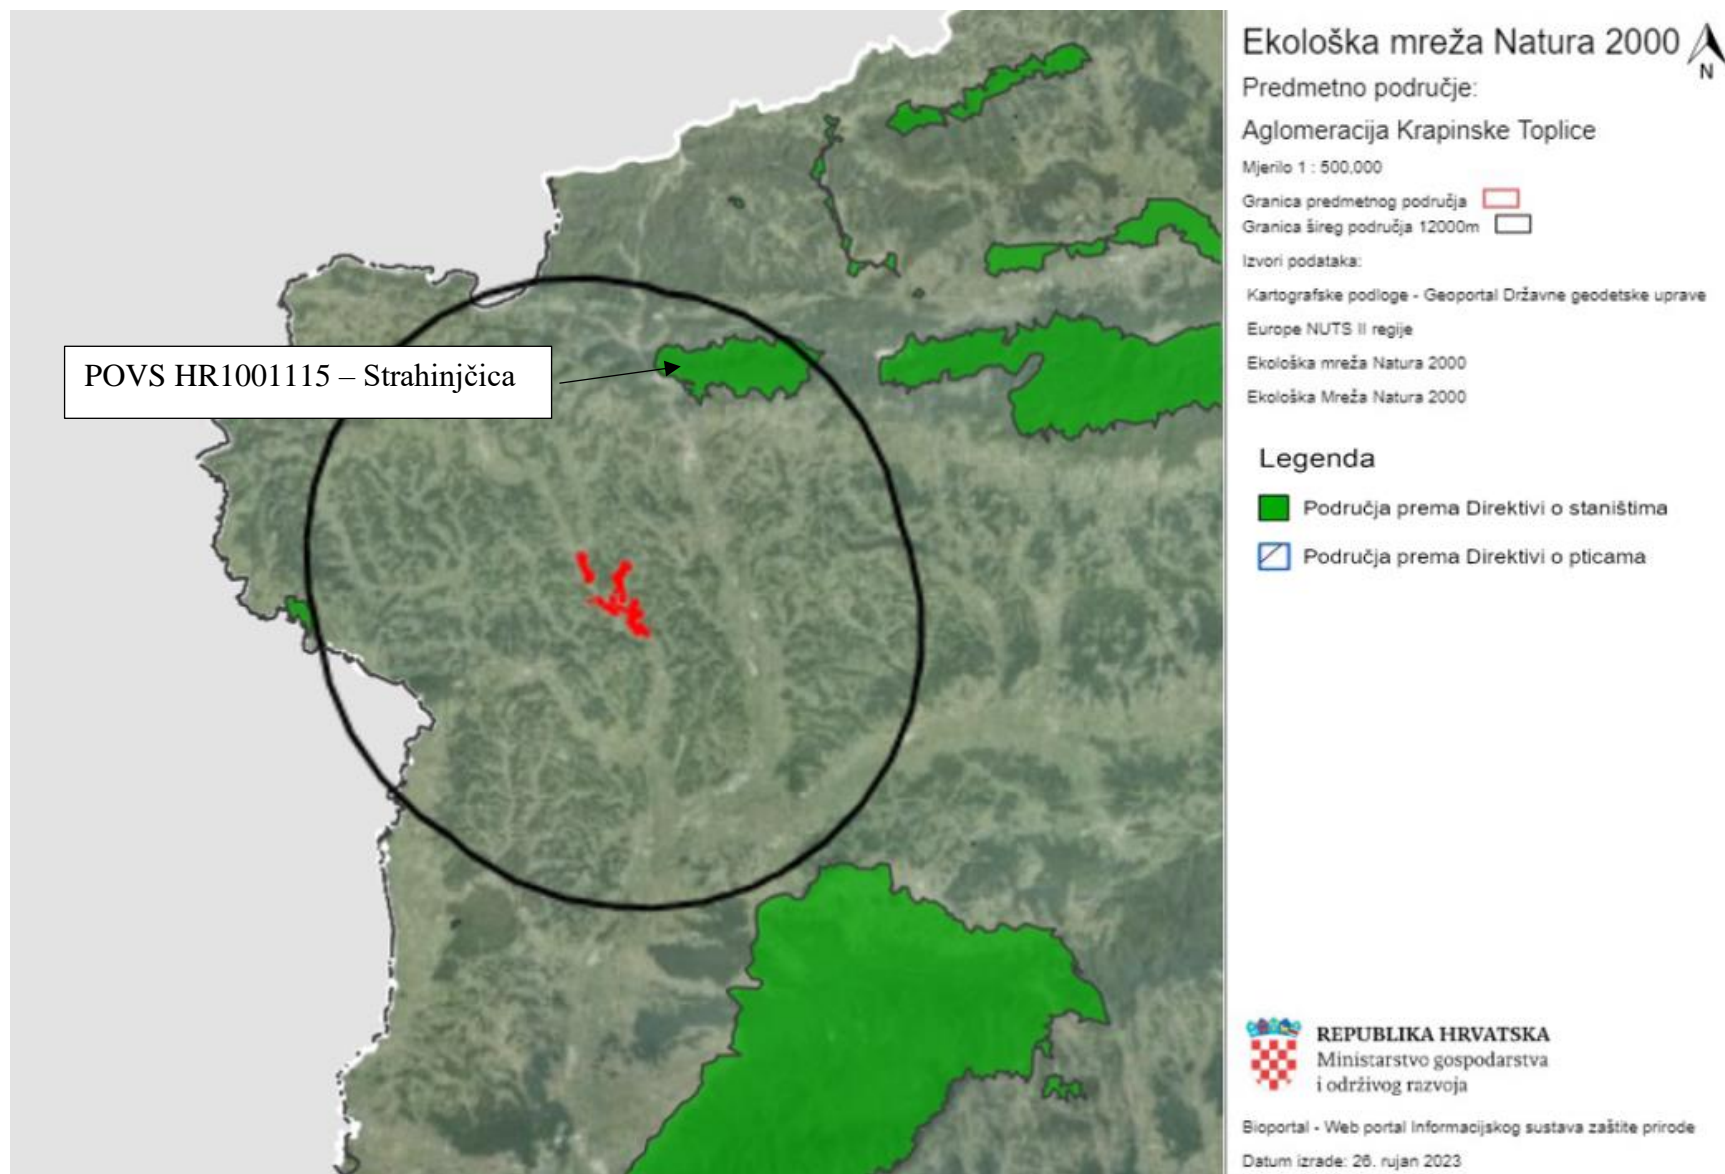 POVS HR1001115 – Strahinjčica
Ekološka mreža Natura 2000
N
Predmetno područje:
Aglomeracija Krapinske Toplice
Mjerilo 1 : 500.000
Granica predmetnog područja
Granica šireg područja 12000m
Izvori podataka:
Kartografske podloge - Geoportal Državne geodetske uprave
Europe NUTS II regije
Ekološka mreža Natura 2000
Ekološka Mreža Natura 2000
Legenda
Područja prema Direktivi o staništima
Područja prema Direktivi o pticama
REPUBLIKA HRVATSKA
Ministarstvo gospodarstva
i održivog razvoja
Bioportal - Web portal Informacijskog sustava zaštite prirode
Datum izrade: 26. rujan 2023